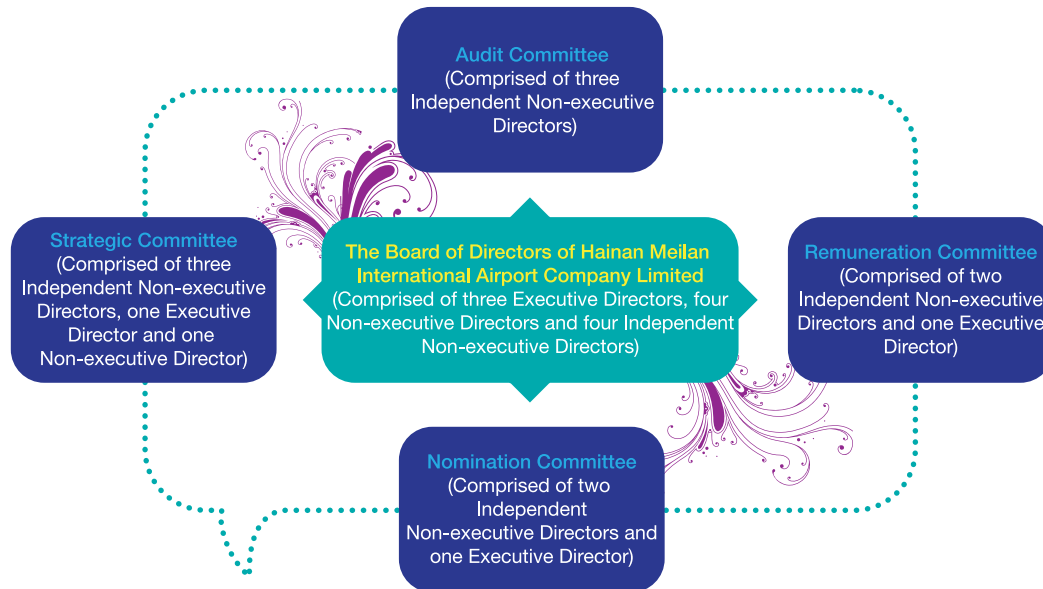 Audit Committee
(Comprised of three
Independent Non-executive
Directors)
Strategic Committee
(Comprised of three
Independent Non-executive
Directors, one Executive
Director and one
Non-executive Director)
The Board of Directors of Hainan Meilan
International Airport Company Limited
(Comprised of three Executive Directors, four
Non-executive Directors and four Independent
Non-executive Directors)
Remuneration Committee
(Comprised of two
Independent Non-executive
Directors and one Executive
Director)
Nomination Committee
(Comprised of two
Independent
Non-executive Directors and
one Executive Director)